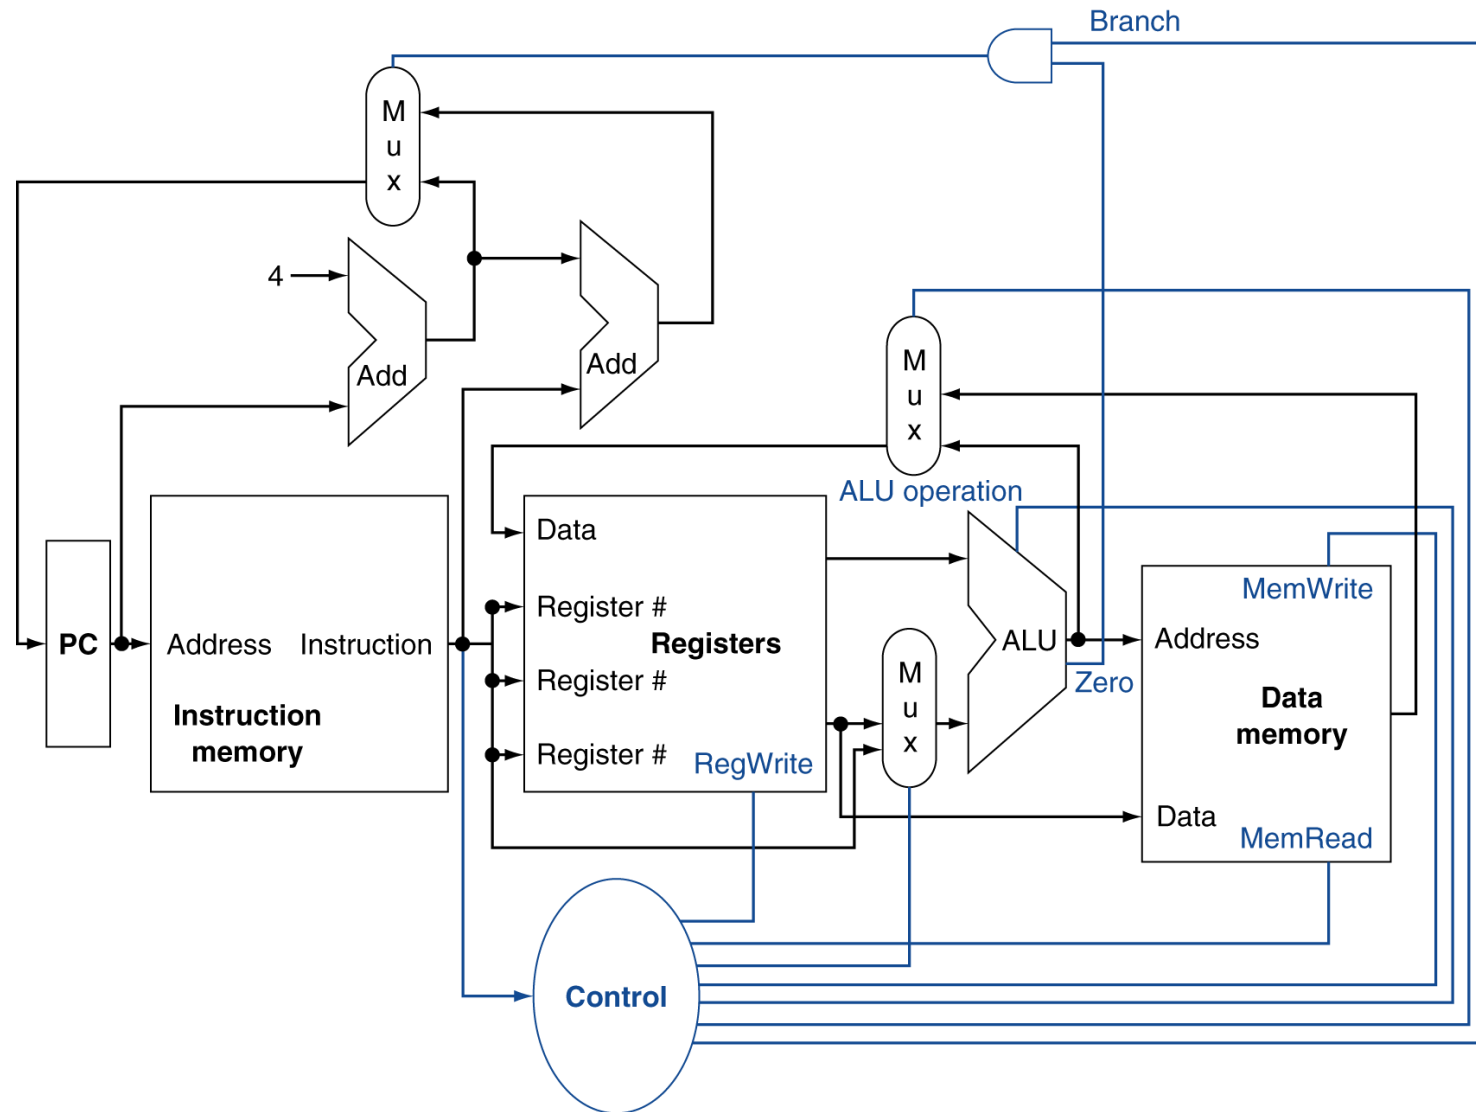 Branch
M
u
x
4
Add
Add
M
u
x
ALU operation
Data
Register #
Registers
Register #
Register #
RegWrite
PC
Address
Instruction
Instruction
memory
M
u
x
ALU
Zero
MemWrite
Address
Data
memory
Data
MemRead
Control